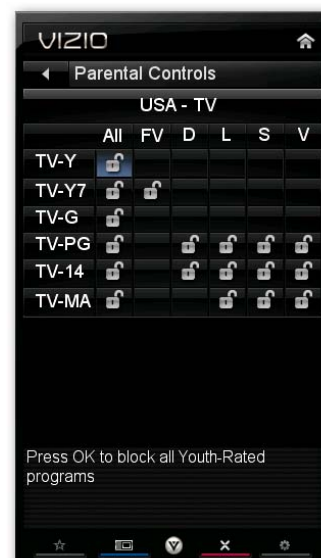 VIZIO
Parental Controls
USA - TV
All FV D L S V
TV-Y
TV-Y7
TV-G
TV-PG
TV-14
TV-MA
Press OK to block all Youth-Rated
programs
V